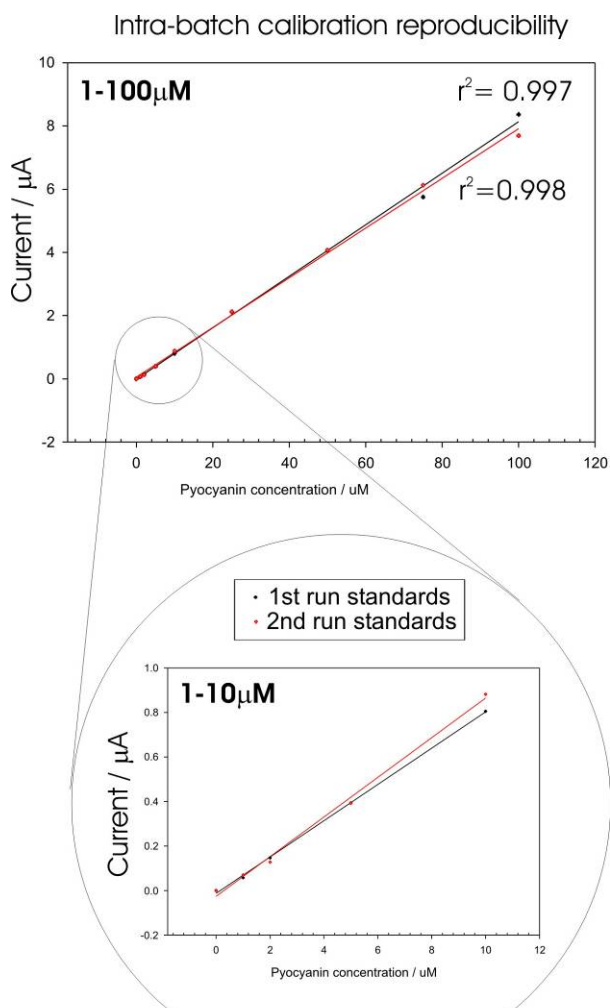 Intra-batch calibration reproducibility
10
1-100μM
r² = 0.997
8
6
r² = 0.998
4
2
0
-2
Current / μA
0 20 40 60 80 100 120
Pyocyanin concentration / uM
1st run standards
2nd run standards
1.0
1-10μM
0.8
0.6
0.4
0.2
0.0
-0.2
Current / μA
0 2 4 6 8 10 12
Pyocyanin concentration / uM